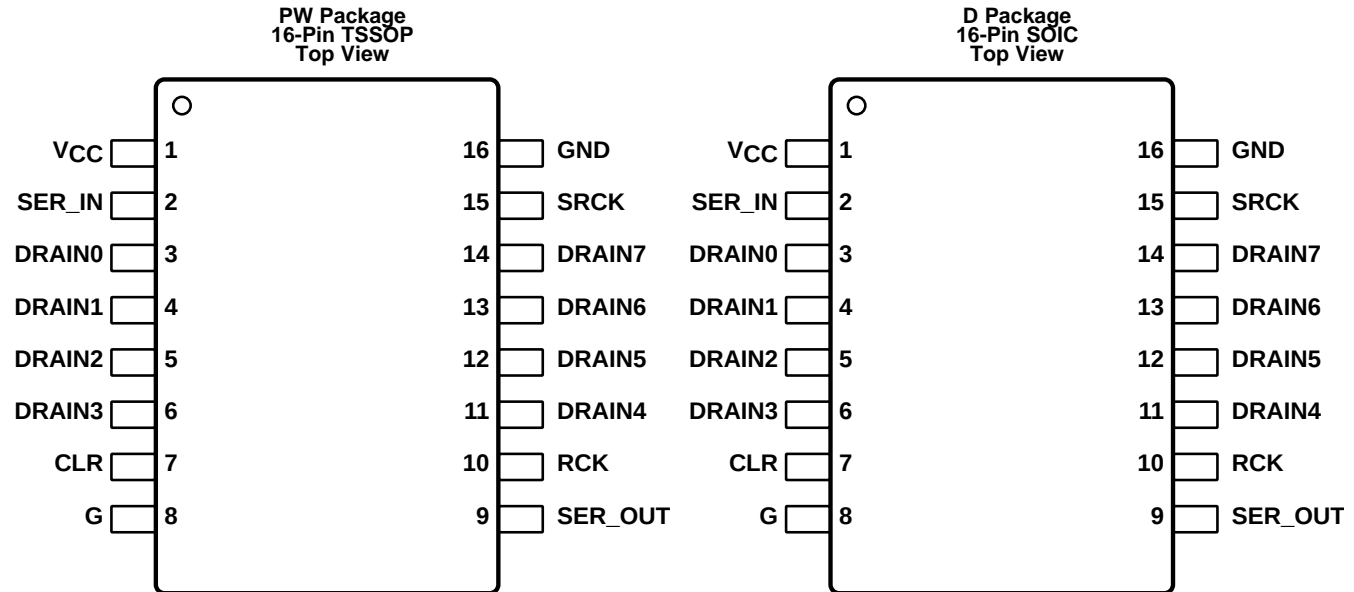 PW Package
16-Pin TSSOP
Top View
VCC 1 16 GND
SER_IN 2 15 SRCK
DRAIN0 3 14 DRAIN7
DRAIN1 4 13 DRAIN6
DRAIN2 5 12 DRAIN5
DRAIN3 6 11 DRAIN4
CLR 7 10 RCK
G 8 9 SER_OUT
D Package
16-Pin SOIC
Top View
VCC 1 16 GND
SER_IN 2 15 SRCK
DRAIN0 3 14 DRAIN7
DRAIN1 4 13 DRAIN6
DRAIN2 5 12 DRAIN5
DRAIN3 6 11 DRAIN4
CLR 7 10 RCK
G 8 9 SER_OUT